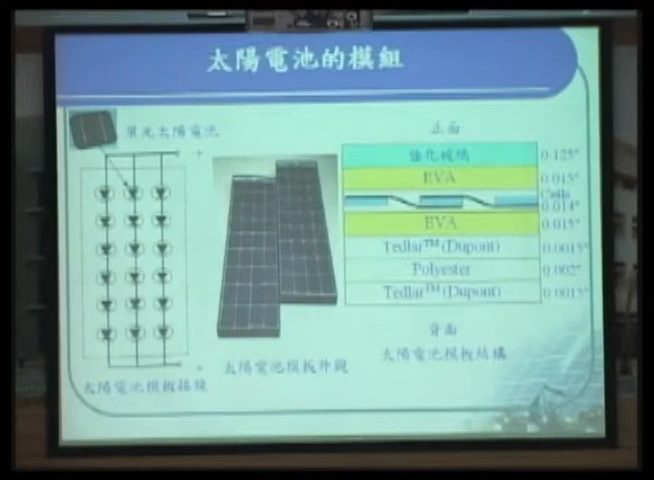 太陽電池的模組
單元太陽電池
+
正面
強化玻璃 0.125"
EVA 0.015"
Cells 0.014"
EVA 0.015"
Tedlar™ (Dupont) 0.0015"
Polyester 0.002"
Tedlar™ (Dupont) 0.0015"
背面
太陽電池模板結構
太陽電池模板外觀
太陽電池模板接線